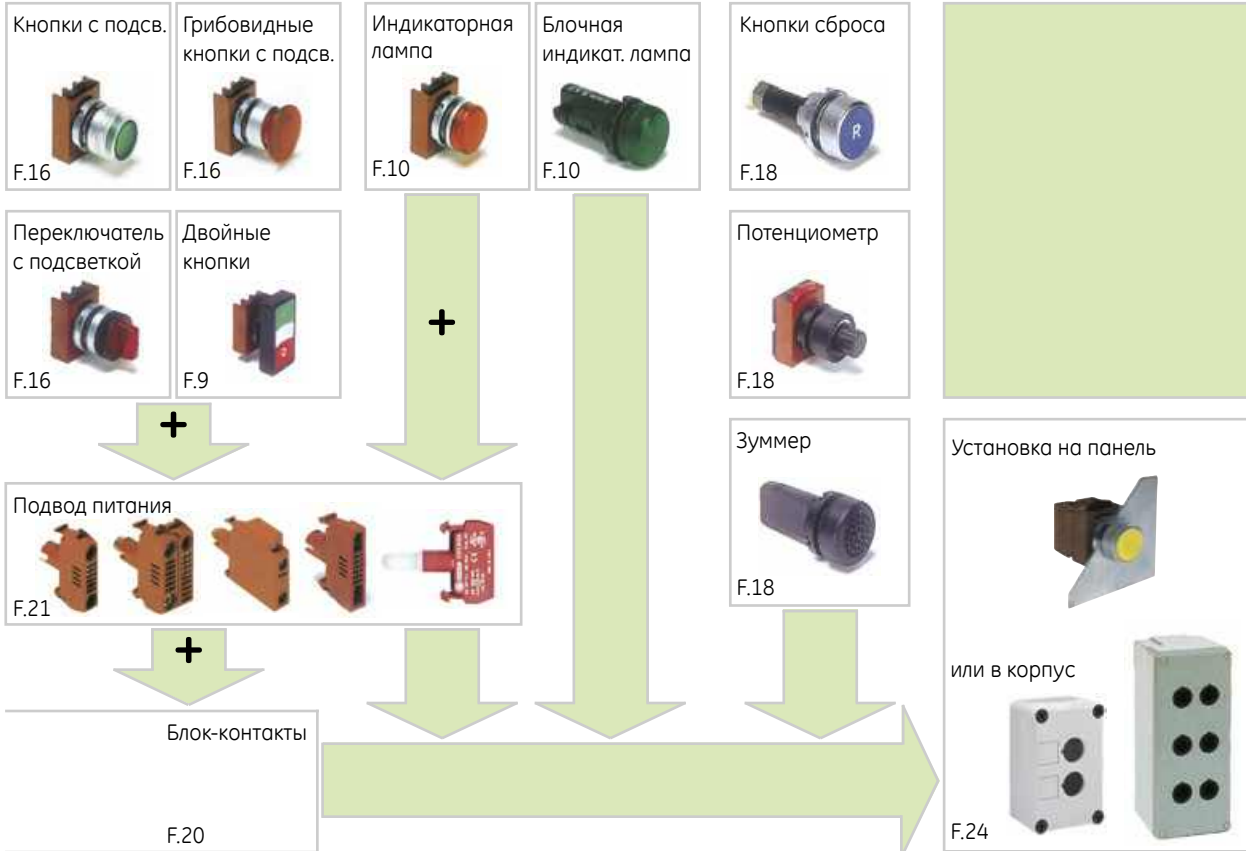 Кнопки с подсв.
F.16
Грибовидные
кнопки с подсв.
F.16
Индикаторная
лампа
F.10
Блочная
индикат. лампа
F.10
Кнопки сброса
R
F.18
Переключатель
с подсветкой
F.16
Двойные
кнопки
F.9
+
Потенциометр
F.18
+
Подвод питания
F.21
Зуммер
F.18
Установка на панель
или в корпус
F.24
+
Блок-контакты
F.20